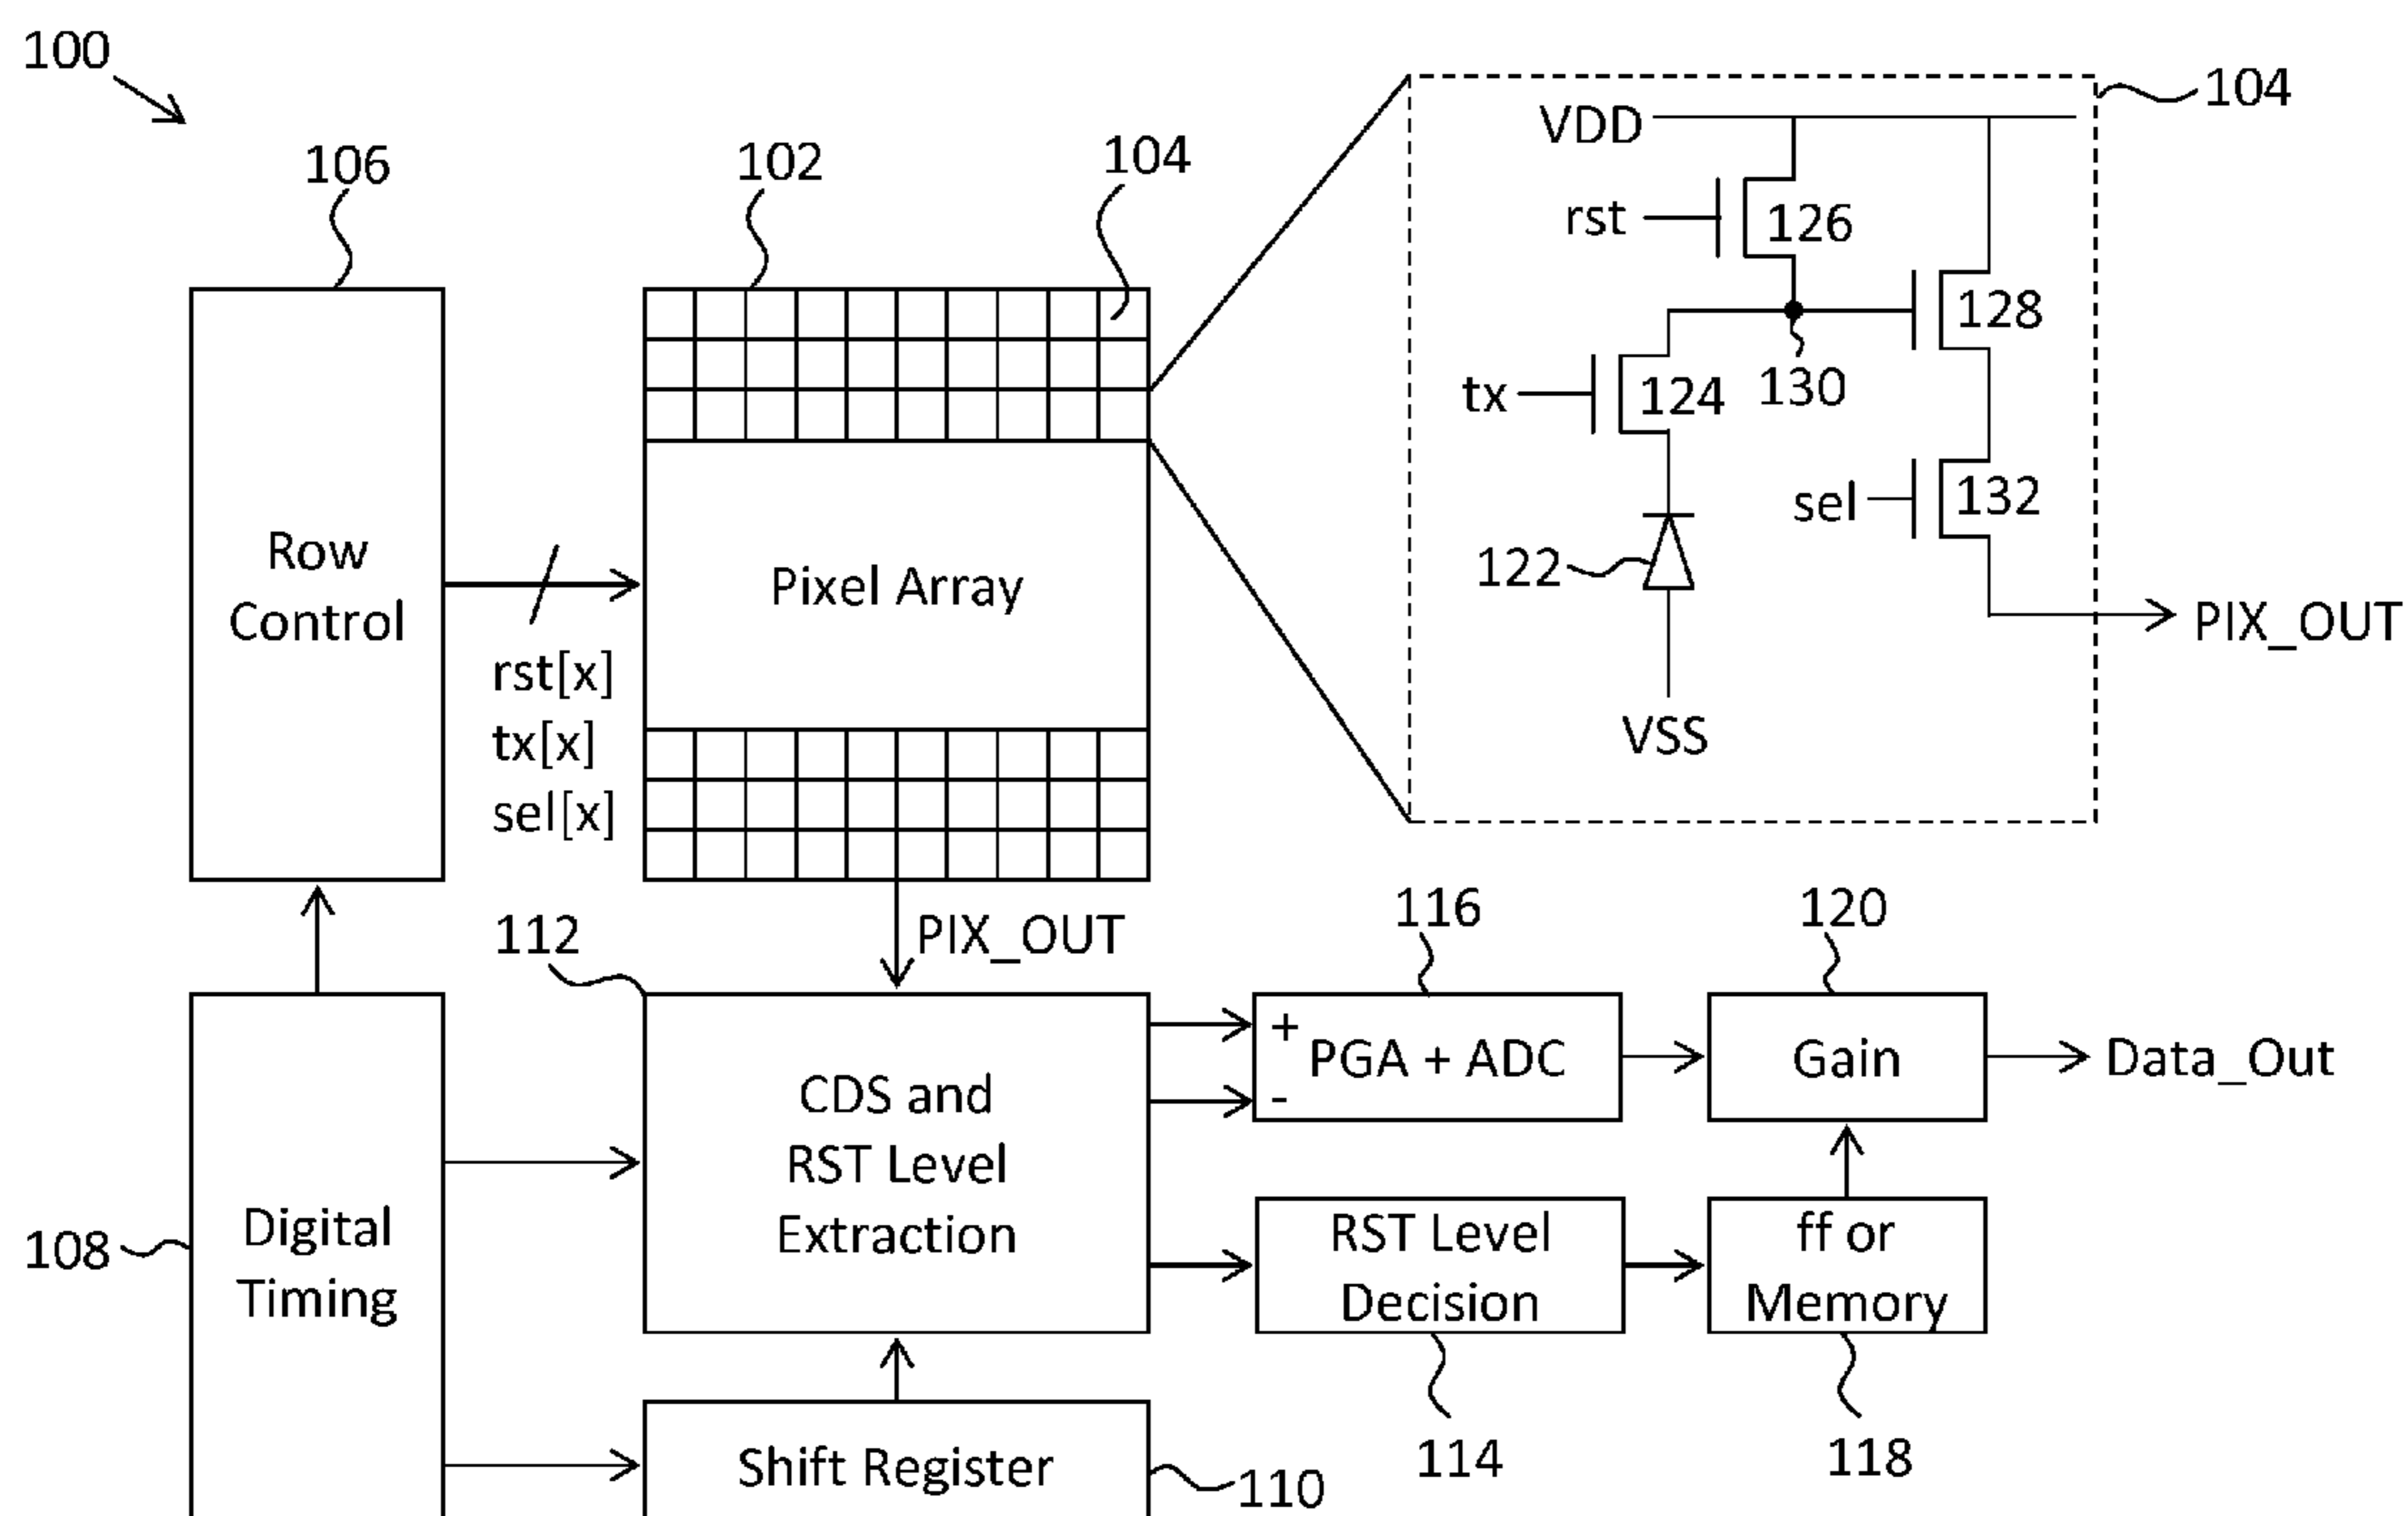 100
106
102
104
104
VDD
rst
126
128
130
tx
124
sel
132
122
PIX_OUT
VSS
Row
Control
Pixel Array
rst[x]
tx[x]
sel[x]
PIX_OUT
112
116
120
CDS and
RST Level
Extraction
+
PGA + ADC
-
Gain
Data_Out
108
Digital
Timing
RST Level
Decision
ff or
Memory
114
118
Shift Register
110